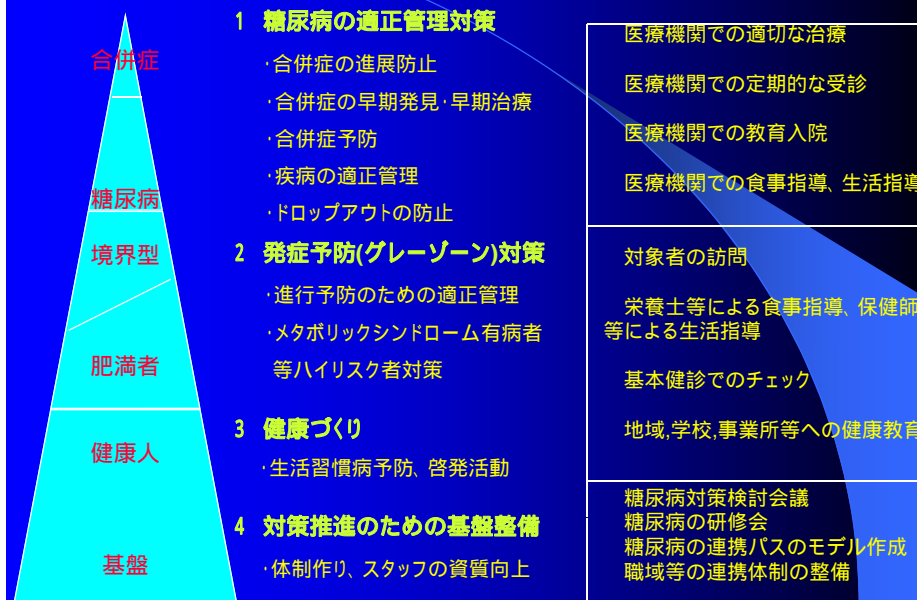 合併症
糖尿病
境界型
肥満者
健康人
基盤
1 糖尿病の適正管理対策
・合併症の進展防止
・合併症の早期発見・早期治療
・合併症予防
・疾病の適正管理
・ドロップアウトの防止
2 発症予防(グレーゾーン)対策
・進行予防のための適正管理
・メタボリックシンドローム有病者
等ハイリスク者対策
3 健康づくり
・生活習慣病予防、啓発活動
4 対策推進のための基盤整備
・体制作り、スタッフの資質向上
医療機関での適切な治療
医療機関での定期的な受診
医療機関での教育入院
医療機関での食事指導、生活指導
対象者の訪問
栄養士等による食事指導、保健師
等による生活指導
基本健診でのチェック
地域,学校,事業所等への健康教育
糖尿病対策検討会議
糖尿病の研修会
糖尿病の連携パスのモデル作成
職域等の連携体制の整備